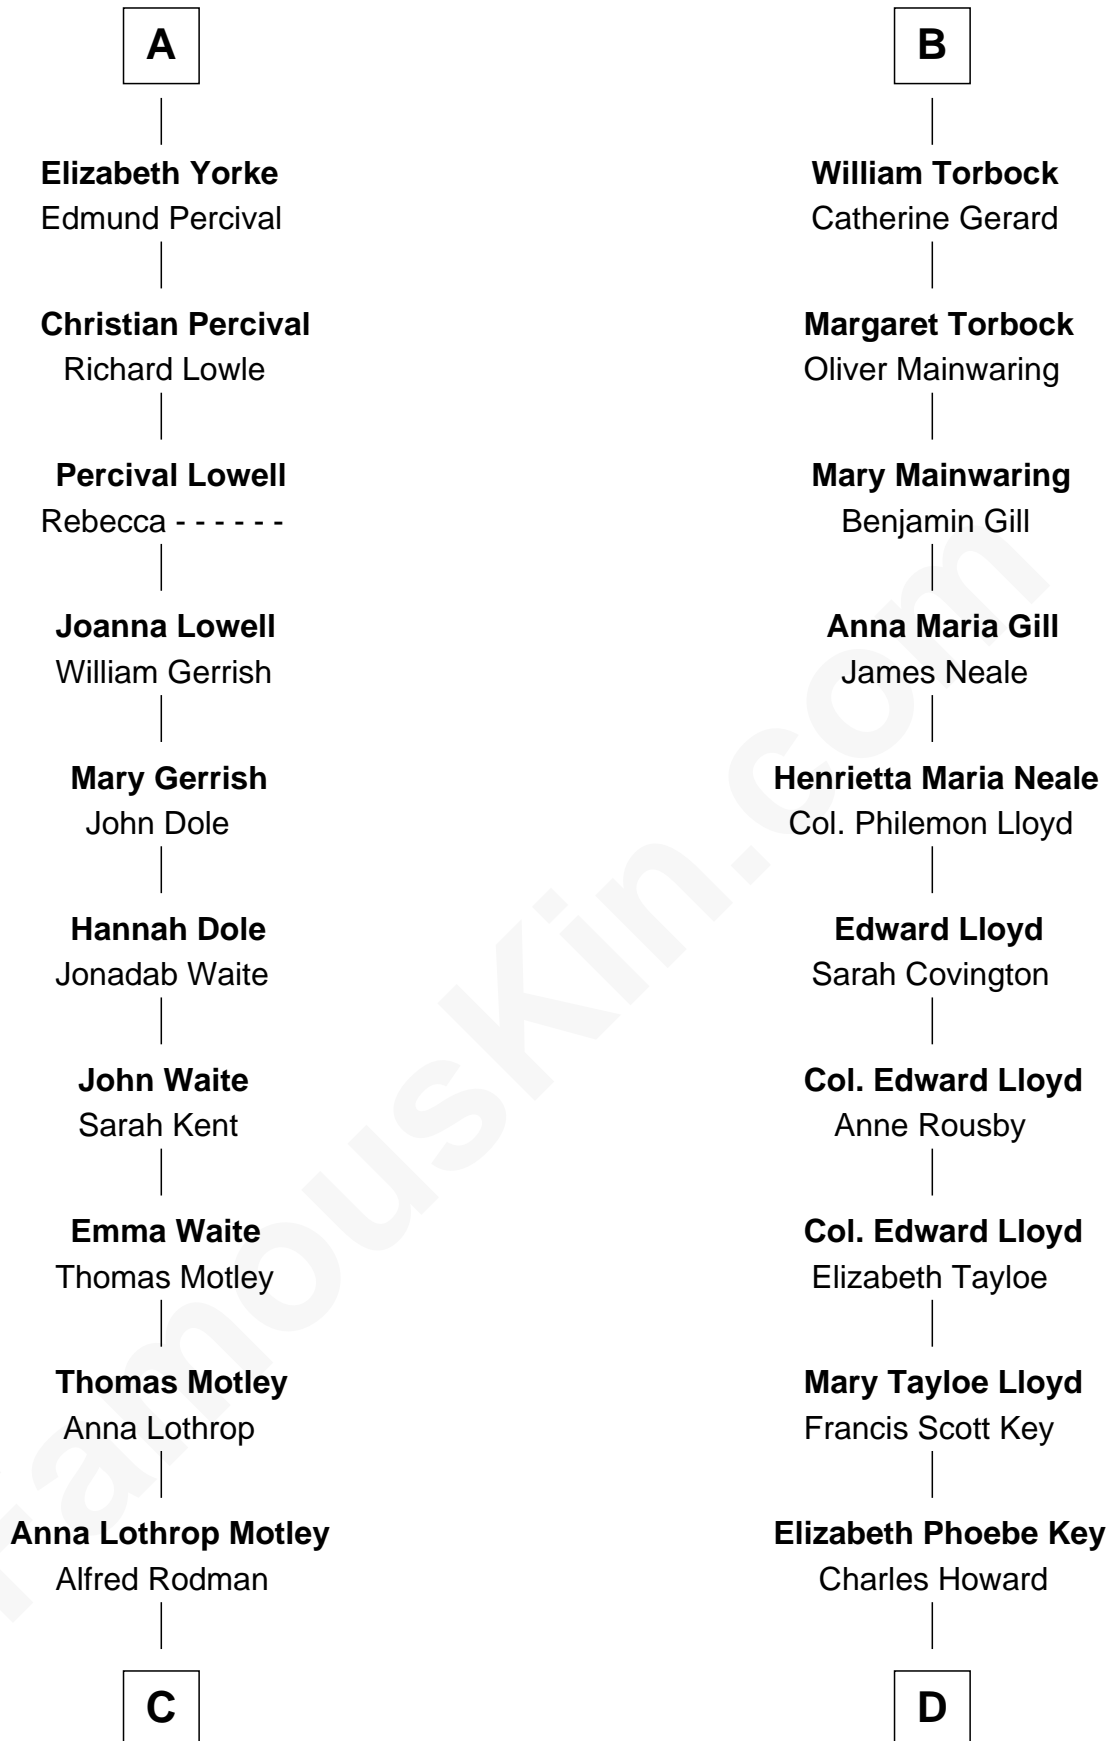 A
Elizabeth Yorke
Edmund Percival
Christian Percival
Richard Lowle
Percival Lowell
Rebecca - - - - - -
Joanna Lowell
William Gerrish
Mary Gerrish
John Dole
Hannah Dole
Jonadab Waite
John Waite
Sarah Kent
Emma Waite
Thomas Motley
Thomas Motley
Anna Lothrop
Anna Lothrop Motley
Alfred Rodman
C
B
William Torbock
Catherine Gerard
Margaret Torbock
Oliver Mainwaring
Mary Mainwaring
Benjamin Gill
Anna Maria Gill
James Neale
Henrietta Maria Neale
Col. Philemon Lloyd
Edward Lloyd
Sarah Covington
Col. Edward Lloyd
Anne Rousby
Col. Edward Lloyd
Elizabeth Tayloe
Mary Tayloe Lloyd
Francis Scott Key
Elizabeth Phoebe Key
Charles Howard
D
FamousKin.com